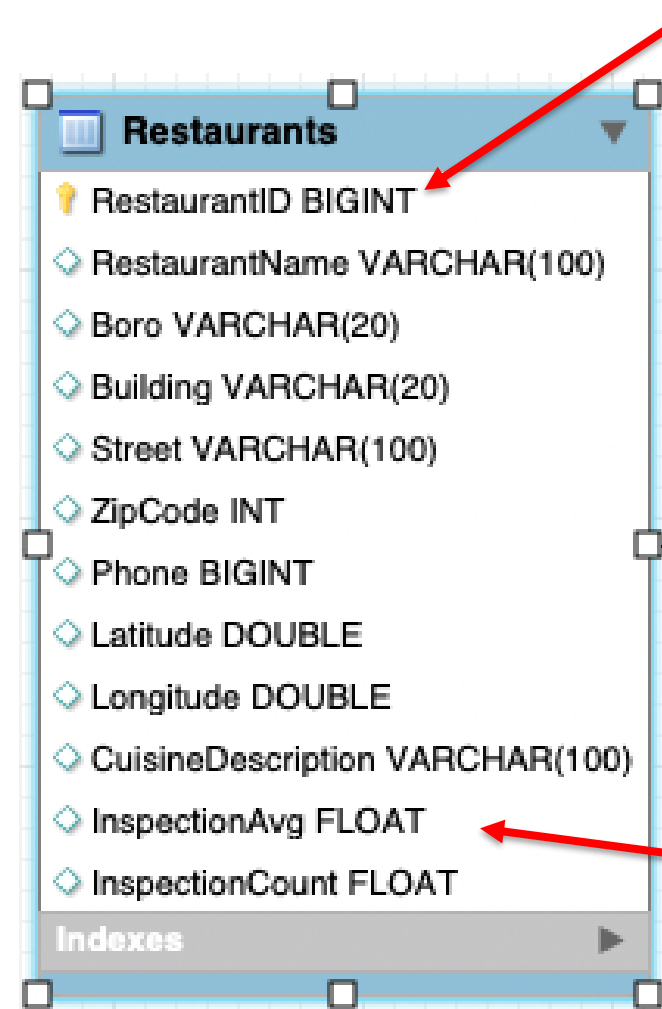 Restaurants
RestaurantID BIGINT
RestaurantName VARCHAR(100)
Boro VARCHAR(20)
Building VARCHAR(20)
Street VARCHAR(100)
ZipCode INT
Phone BIGINT
Latitude DOUBLE
Longitude DOUBLE
CuisineDescription VARCHAR(100)
InspectionAvg FLOAT
InspectionCount FLOAT
Indexes